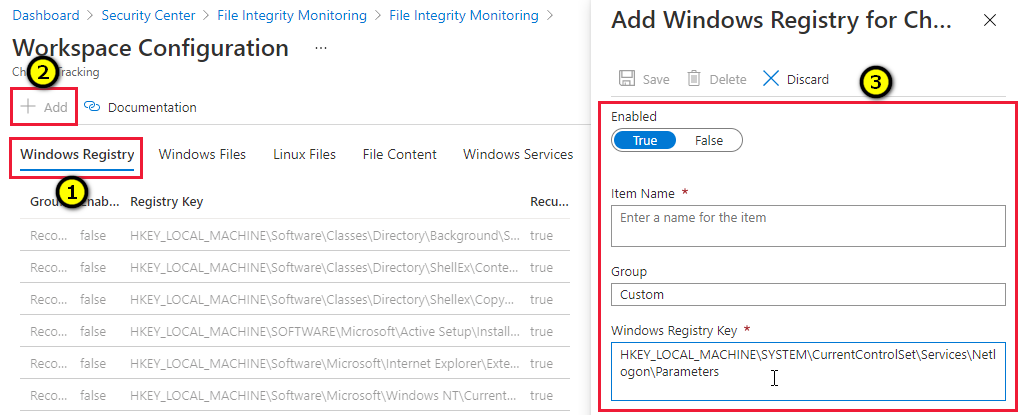 Dashboard > Security Center > File Integrity Monitoring > File Integrity Monitoring >
Workspace Configuration ...
Tracking
2
+ Add Documentation
Windows Registry Windows Files Linux Files File Content Windows Services
1
Enab... Registry Key Recu...
Reco... false HKEY_LOCAL_MACHINE\Software\Classes\Directory\Background\S... true
Reco... false HKEY_LOCAL_MACHINE\Software\Classes\Directory\ShellEx\Conte... true
Reco... false HKEY_LOCAL_MACHINE\Software\Classes\Directory\Shellex\Copy... true
Reco... false HKEY_LOCAL_MACHINE\SOFTWARE\Microsoft\Active Setup\Install... true
Reco... false HKEY_LOCAL_MACHINE\Software\Microsoft\Internet Explorer\Exte... true
Reco... false HKEY_LOCAL_MACHINE\Software\Microsoft\Windows NT\Current... true
Add Windows Registry for Ch...
Save Delete Discard
3
Enabled
True False
Item Name *
Enter a name for the item
Group
Custom
Windows Registry Key *
HKEY_LOCAL_MACHINE\SYSTEM\CurrentControlSet\Services\Netl
ogon\Parameters